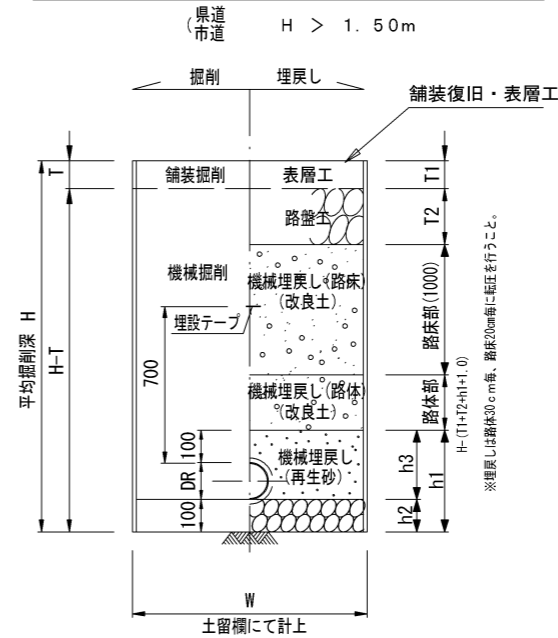 (県道
市道 H > 1.50m
掘削 埋戻し
舗装復旧・表層工
T
舗装掘削 表層工
T1
路盤工
T2
機械掘削
機械埋戻し(路床)
(改良土)
路床部(1000)
埋設テープ
平均掘削深 H
H-T
700
機械埋戻し(路体)
(改良土)
路体部
H-(T1+T2+h1+1.0)
※埋戻しは路体30cm毎、路床20cm毎に転圧を行うこと。
100
機械埋戻し
(再生砂)
DR
h3
h1
100
h2
W
土留欄にて計上